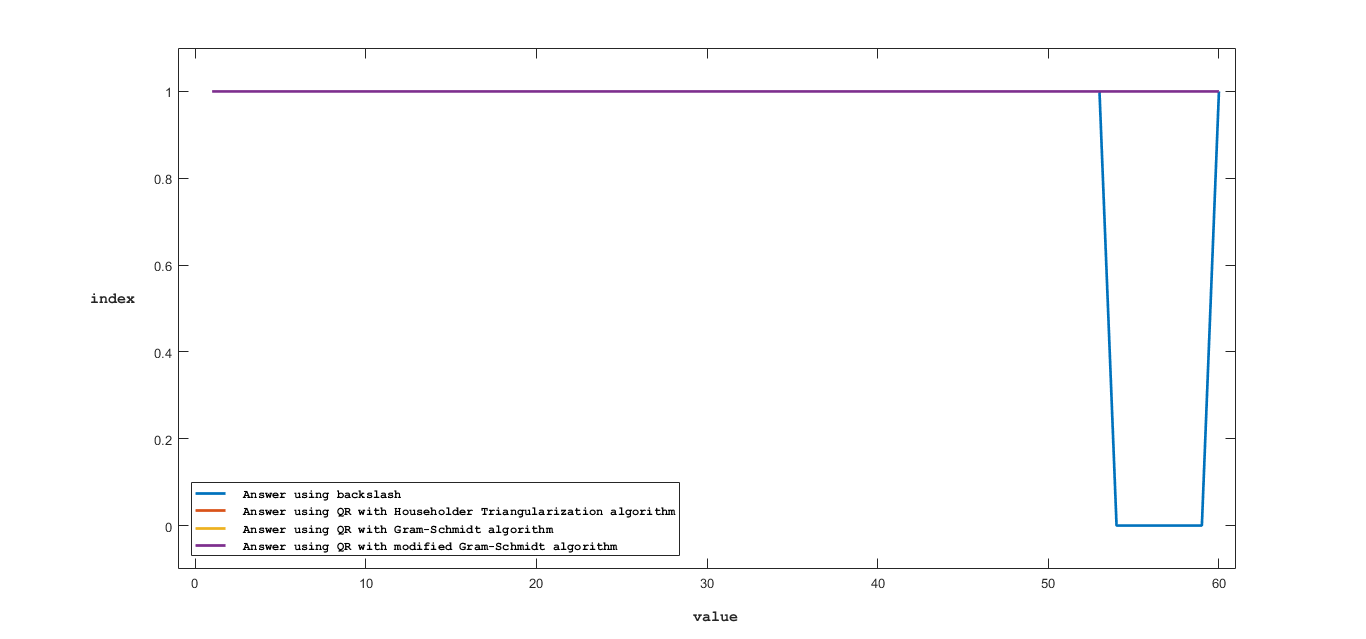 1
0.8
0.6
index
0.4
0.2
0
Answer using backslash
Answer using QR with Householder Triangularization algorithm
Answer using QR with Gram-Schmidt algorithm
Answer using QR with modified Gram-Schmidt algorithm
0 10 20 30 40 50 60
value